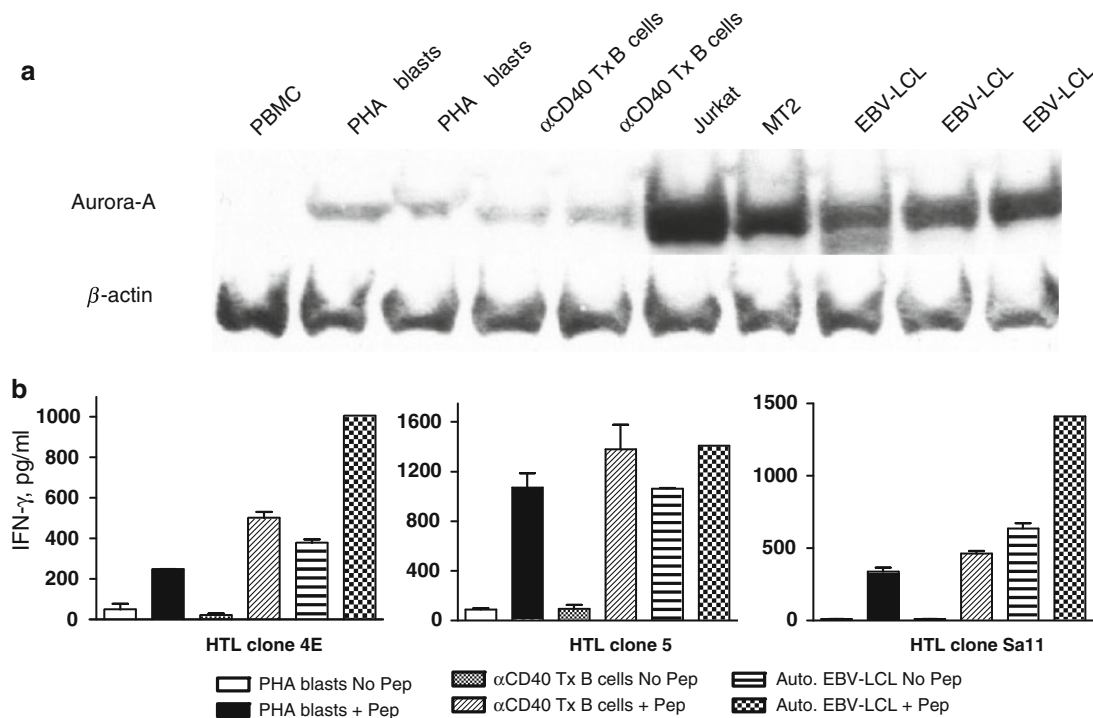 a
PBMC
PHA blasts
PHA blasts
αCD40 Tx B cells
αCD40 Tx B cells
Jurkat
MT2
EBV-LCL
EBV-LCL
EBV-LCL
Aurora-A
β-actin
b
IFN-γ, pg/ml
1000
800
600
400
200
0
HTL clone 4E
1600
1200
800
400
0
HTL clone 5
1500
1000
500
0
HTL clone Sa11
PHA blasts No Pep
αCD40 Tx B cells No Pep
Auto. EBV-LCL No Pep
PHA blasts + Pep
αCD40 Tx B cells + Pep
Auto. EBV-LCL + Pep